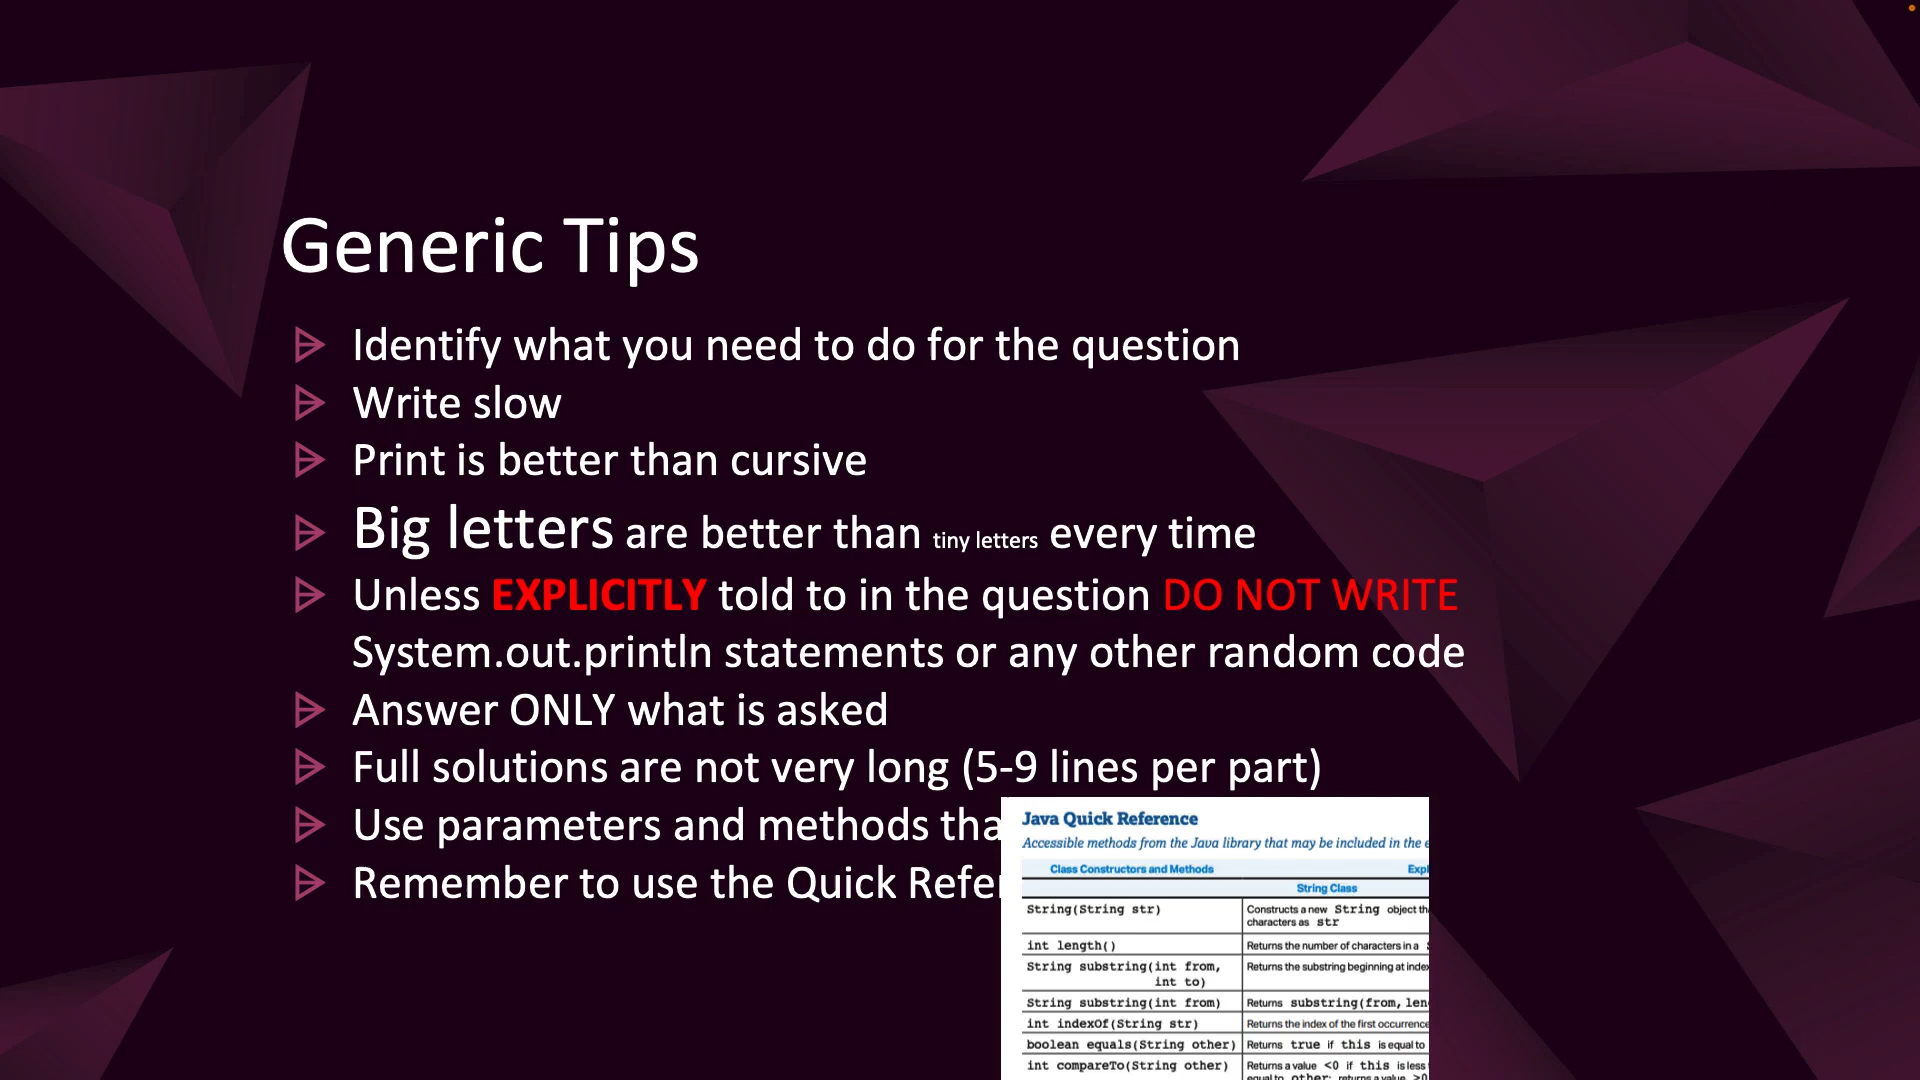 Generic Tips
Identify what you need to do for the question
Write slow
Print is better than cursive
Big letters are better than tiny letters every time
Unless EXPLICITLY told to in the question DO NOT WRITE
System.out.println statements or any other random code
Answer ONLY what is asked
Full solutions are not very long (5-9 lines per part)
Use parameters and methods
Remember to use the Quick
Java Quick Reference
Accessible methods from the Java library that may be included in the
Class Constructors and Methods
String Class
String(String str)
Constructs a new String object
characters as str
int length()
Returns the number of characters in a
String substring(int from,
int to)
Returns the substring beginning at
String substring(int from)
Returns substring(from,
int indexOf(String str)
Returns the index of the first
boolean equals(String other)
Returns true if this is equal to
int compareTo(String other)
Returns a value <0 if this is less
equal to other; returns a value >0